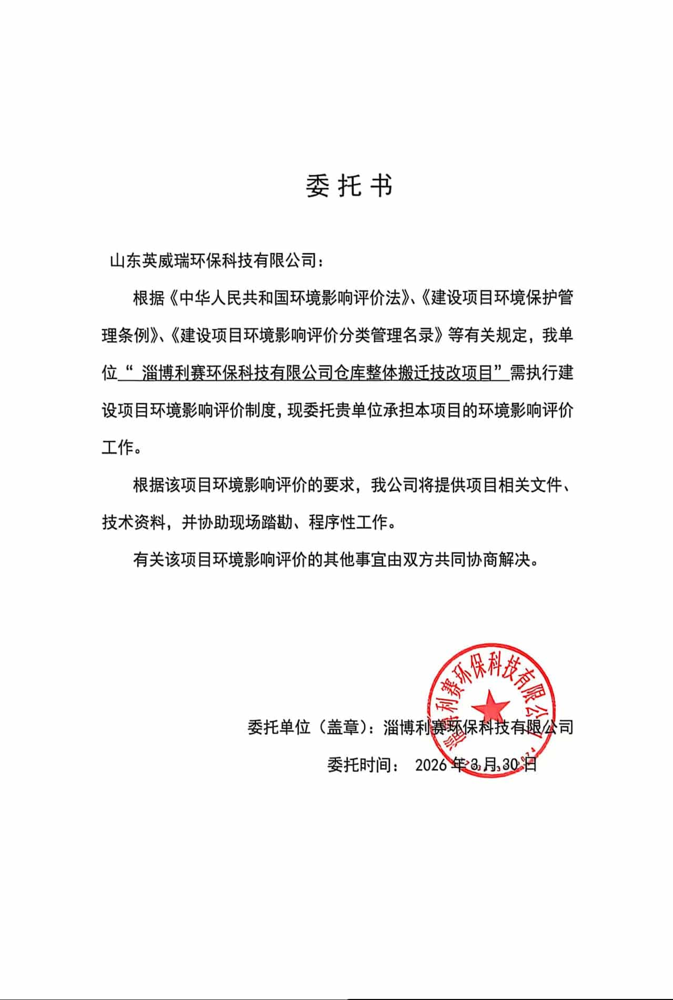 委托书
山东英威瑞环保科技有限公司：
根据《中华人民共和国环境影响评价法》、《建设项目环境保护管
理条例》、《建设项目环境影响评价分类管理名录》等有关规定，我单
位“ 淄博利赛环保科技有限公司仓库整体搬迁技改项目”需执行建
设项目环境影响评价制度，现委托贵单位承担本项目的环境影响评价
工作。
根据该项目环境影响评价的要求，我公司将提供项目相关文件、
技术资料，并协助现场踏勘、程序性工作。
有关该项目环境影响评价的其他事宜由双方共同协商解决。
淄博利赛环保科技有限公司
委托单位（盖章）：淄博利赛环保科技有限公司
委托时间： 2026 年 3 月 30 日